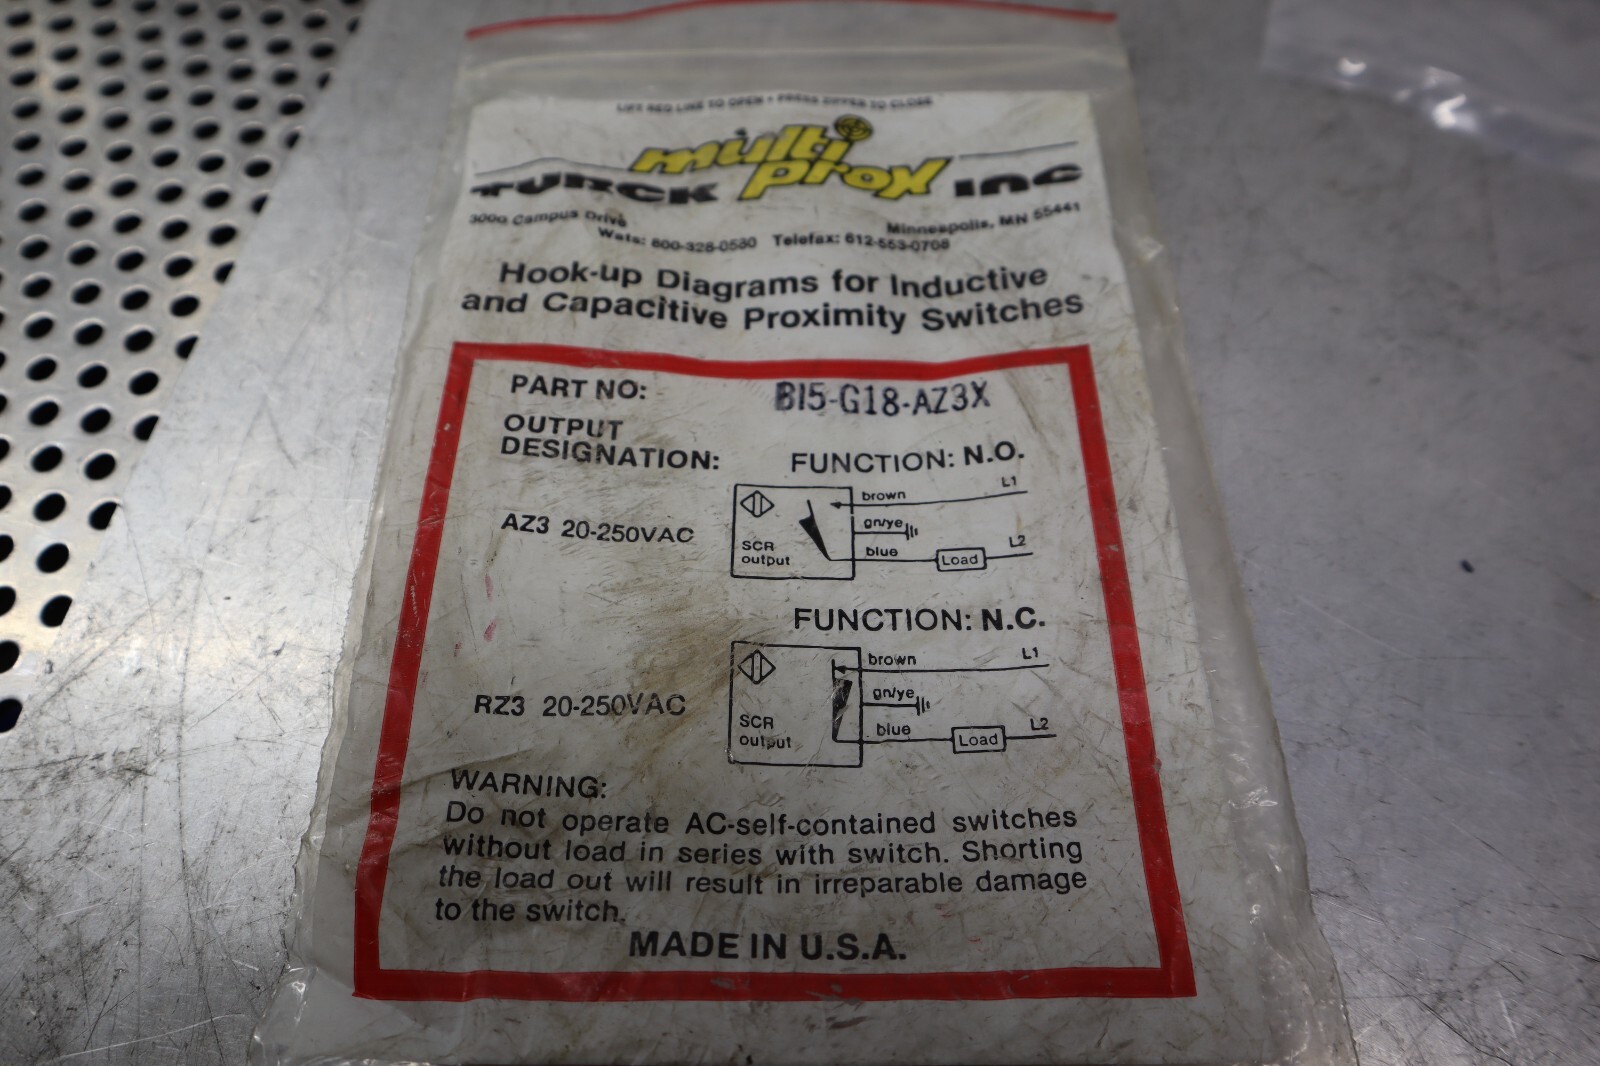 LIFT RED LINE TO OPEN • PRESS ZIPPER TO CLOSE
multi
prox
TURCK inc
3000 Campus Drive Minneapolis, MN 55441
Wats: 800-328-0580 Telefax: 612-553-0708
Hook-up Diagrams for Inductive
and Capacitive Proximity Switches
PART NO: BI5-G18-AZ3X
OUTPUT
DESIGNATION:
FUNCTION: N.O.
AZ3 20-250VAC
brown L1
gn/ye
blue Load L2
SCR
output
FUNCTION: N.C.
RZ3 20-250VAC
brown L1
gn/ye
blue Load L2
SCR
output
WARNING:
Do not operate AC-self-contained switches
without load in series with switch. Shorting
the load out will result in irreparable damage
to the switch.
MADE IN U.S.A.